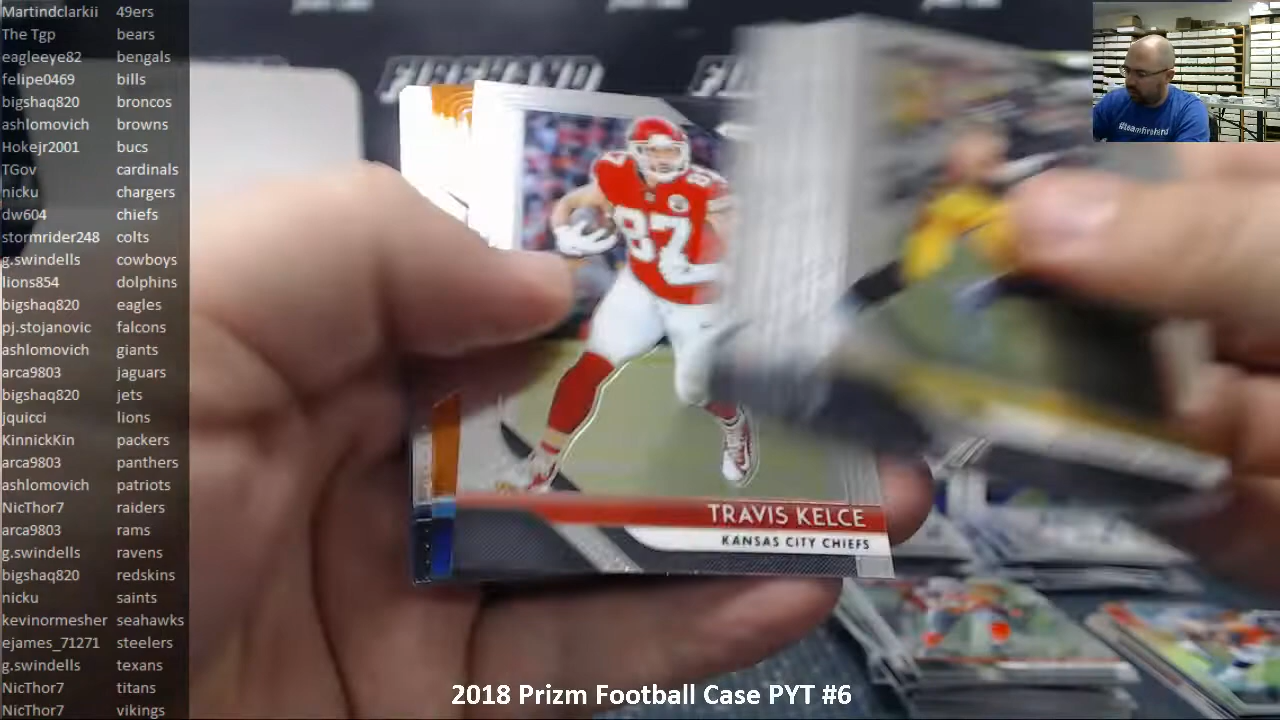 Martindclarkii 49ers
The Tgp bears
eagleeye82 bengals
felipe0469 bills
bigshaq820 broncos
ashlomovich browns
Hokejr2001 bucs
TGov cardinals
nicku chargers
dw604 chiefs
stormrider248 colts
g.swindells cowboys
lions854 dolphins
bigshaq820 eagles
pj.stojanovic falcons
ashlomovich giants
arca9803 jaguars
bigshaq820 jets
jquicci lions
KinnickKin packers
arca9803 panthers
ashlomovich patriots
NicThor7 raiders
arca9803 rams
g.swindells ravens
bigshaq820 redskins
nicku saints
kevinormesher seahawks
ejames_71271 steelers
g.swindells texans
NicThor7 titans
NicThor7 vikings
FIREHAND
#teamfirehand
87
87
TRAVIS KELCE
KANSAS CITY CHIEFS
2018 Prizm Football Case PYT #6